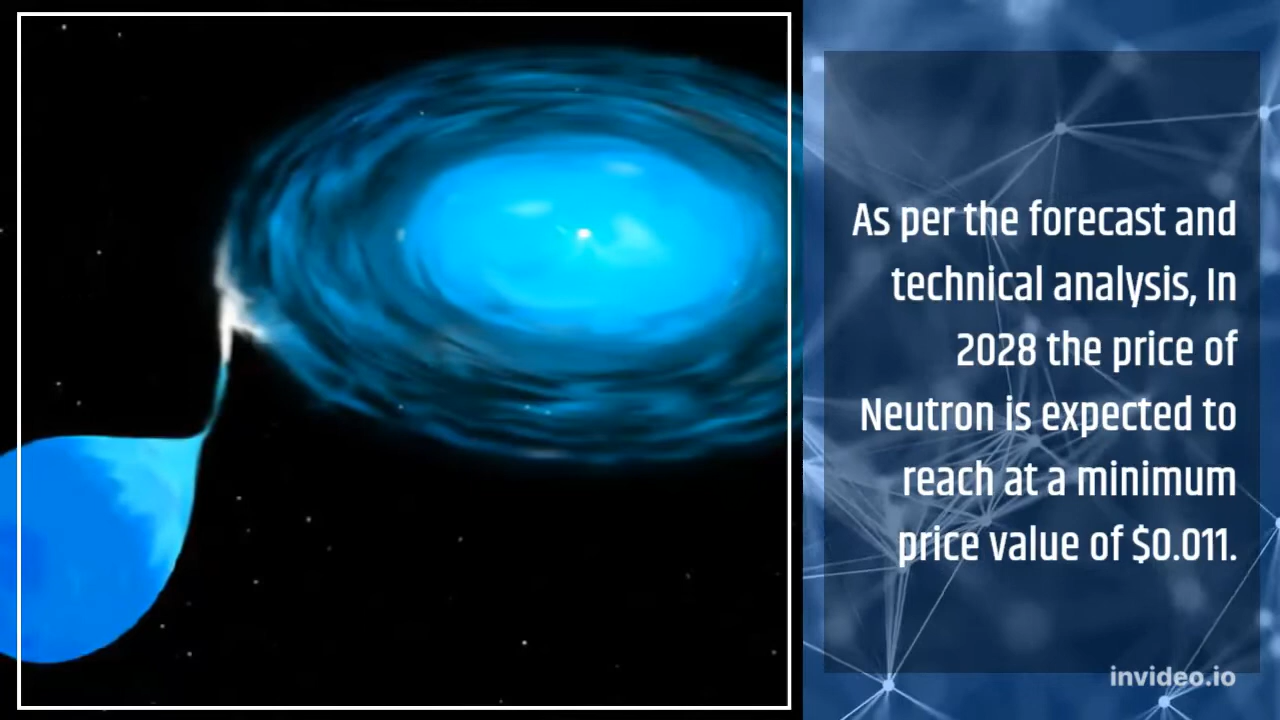 As per the forecast and
technical analysis, In
2028 the price of
Neutron is expected to
reach at a minimum
price value of $0.011.
invideo.io